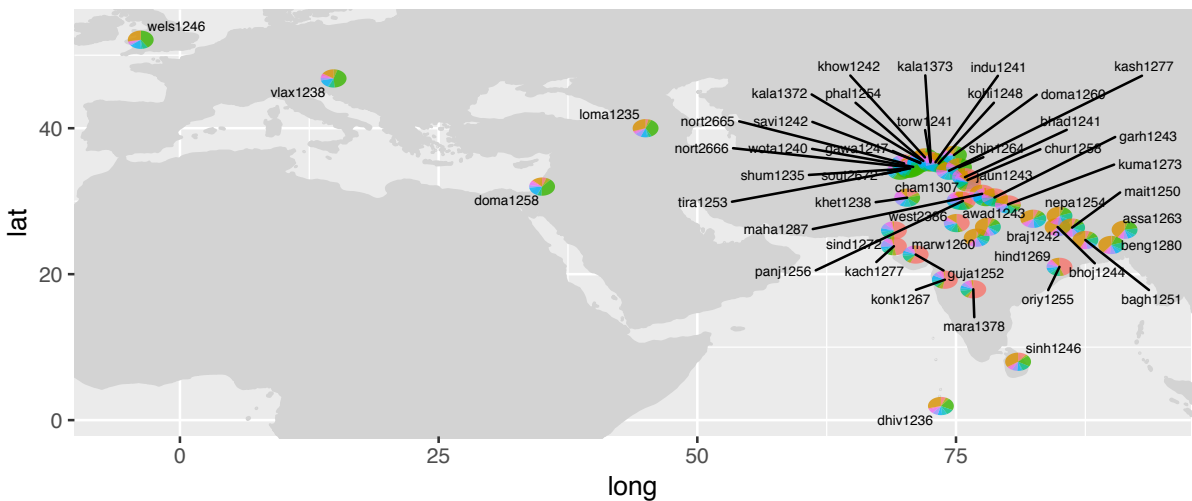 wels1246
vlax1238
loma1235
doma1258
khow1242
kala1373
indu1241
kash1277
kala1372
phal1254
kohi1248
doma1260
nort2665
savi1242
torw1241
bhad1241
garh1243
nort2666
wota1240
gawa1247
shin1264
chur1258
kuma1273
shum1235
sout2672
jaun1243
mait1250
tira1253
khet1238
cham1307
nepa1254
assa1263
maha1287
west2386
awad1243
braj1242
beng1280
sind1272
marw1260
hind1269
panj1256
kach1277
guja1252
bhoj1244
konk1267
oriy1255
bagh1251
mara1378
sinh1246
dhiv1236
40
20
0
lat
0
25
50
75
long